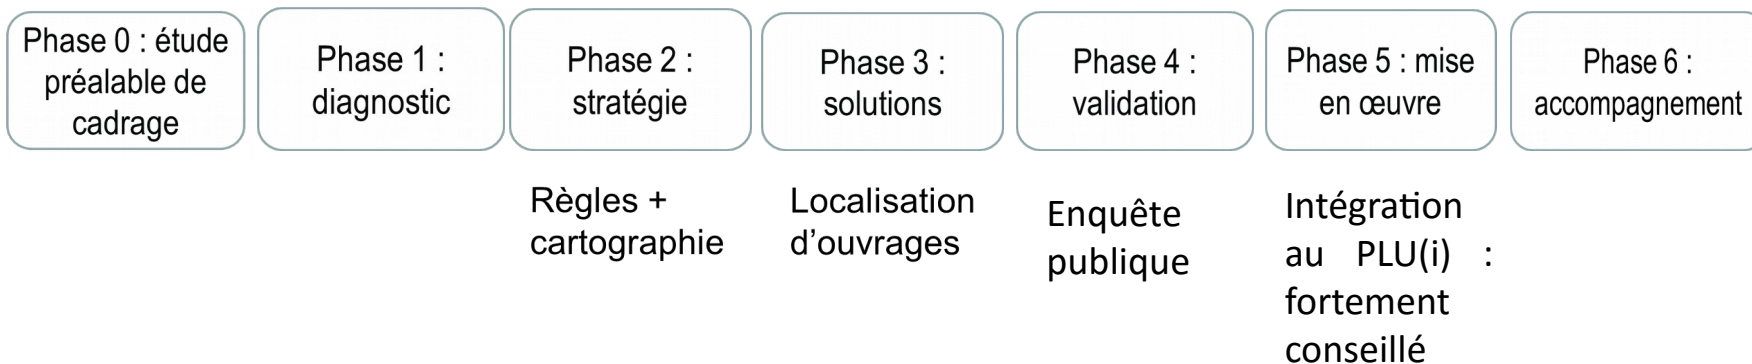 Phase 0 : étude
préalable de
cadrage
Phase 1 :
diagnostic
Phase 2 :
stratégie
Phase 3 :
solutions
Phase 4 :
validation
Phase 5 : mise
en œuvre
Phase 6 :
accompagnement
Règles +
cartographie
Localisation
d’ouvrages
Enquête
publique
Intégration
au PLU(i) :
fortement
conseillé